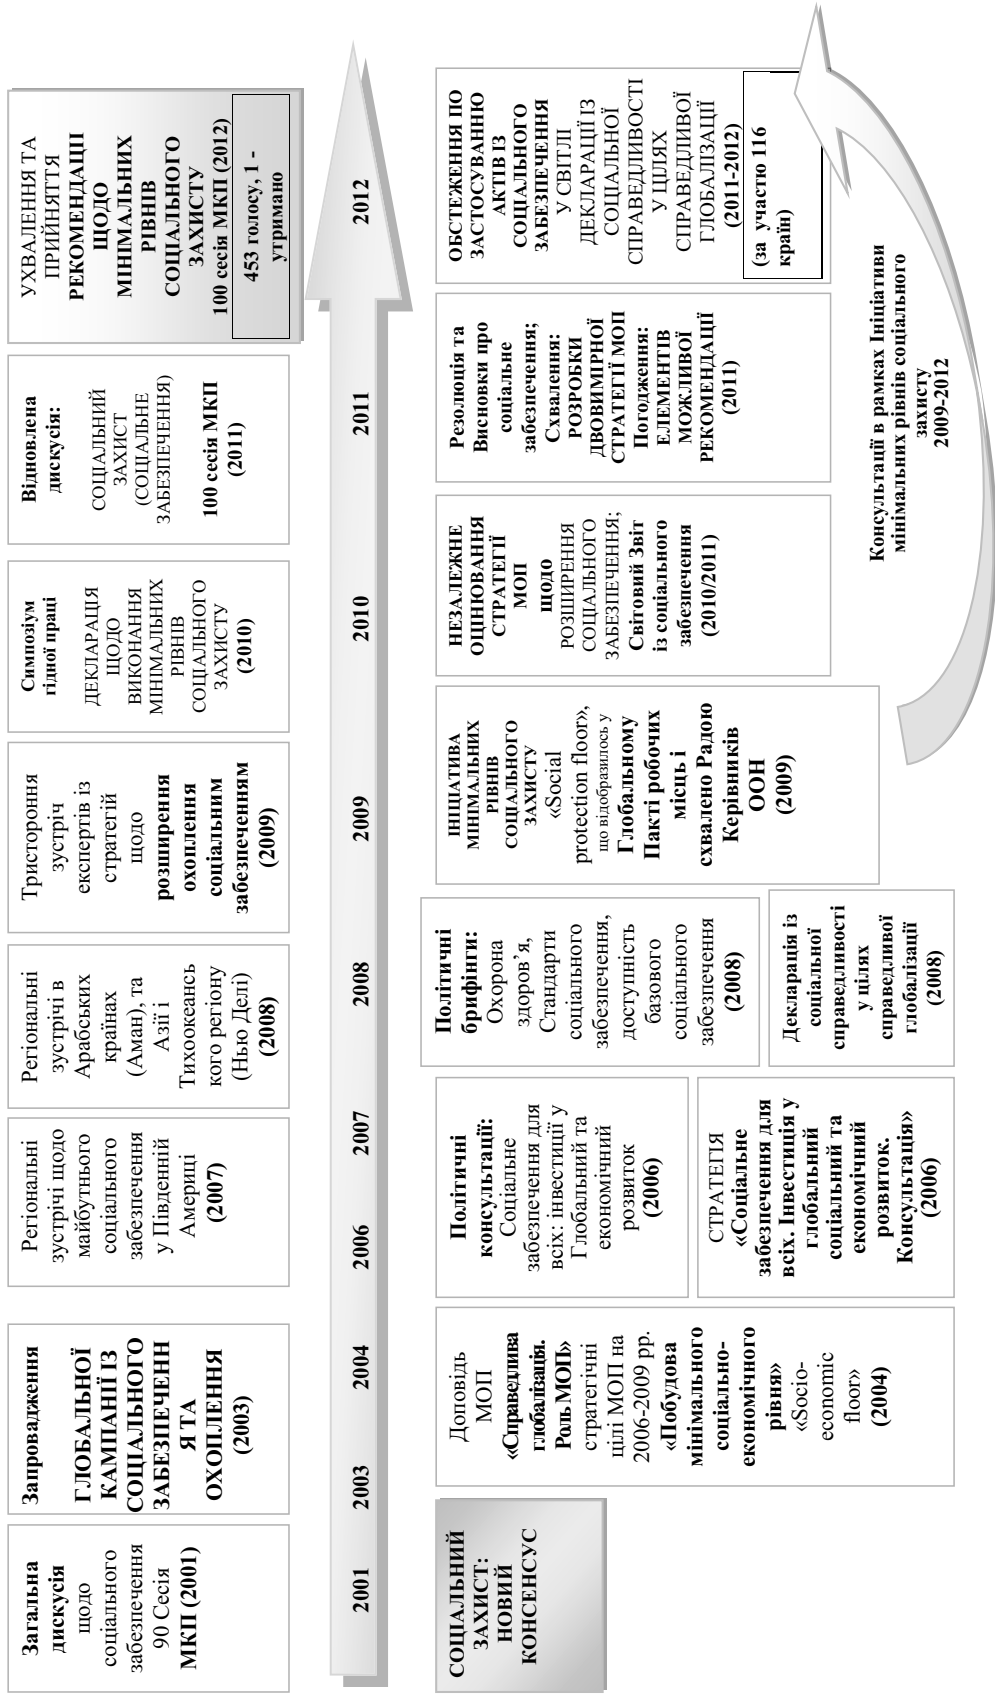 Загальна
дискусія
щодо
соціального
забезпечення
90 Сесія
МКП (2001)
Запровадження
ГЛОБАЛЬНОЇ
КАМПАНІЇ ІЗ
СОЦІАЛЬНОГО
ЗАБЕЗПЕЧЕНН
Я ТА
ОХОПЛЕННЯ
(2003)
Регіональні
зустрічі щодо
майбутнього
соціального
забезпечення
у Південній
Америці
(2007)
Регіональні
зустрічі в
Арабських
країнах
(Аман), та
Азії і
Тихоокеансь
кого регіону
(Нью Делі)
(2008)
Тристороння
зустріч
експертів із
стратегій
щодо
розширення
охоплення
соціальним
забезпеченням
(2009)
Симпозіум
гідної праці
ДЕКЛАРАЦІЯ
ЩОДО
ВИКОНАННЯ
МІНІМАЛЬНИХ
РІВНІВ
СОЦІАЛЬНОГО
ЗАХИСТУ
(2010)
Відновлена
дискусія:
СОЦІАЛЬНИЙ
ЗАХИСТ
(СОЦІАЛЬНЕ
ЗАБЕЗПЕЧЕННЯ)
100 сесія МКП
(2011)
УХВАЛЕННЯ ТА
ПРИЙНЯТТЯ
РЕКОМЕНДАЦІЇ
ЩОДО
МІНІМАЛЬНИХ
РІВНІВ
СОЦІАЛЬНОГО
ЗАХИСТУ
100 сесія МКП (2012)
453 голосу, 1 -
утримано
2001 2003 2004 2006 2007 2008 2009 2010 2011 2012
СОЦІАЛЬНИЙ
ЗАХИСТ:
НОВИЙ
КОНСЕНСУС
Доповідь
МОП
«Справедлива
глобалізація.
Роль МОП»
стратегічні
цілі МОП на
2006-2009 рр.
«Побудова
мінімального
соціально-
економічного
рівня»
«Socio-
economic
floor»
(2004)
Політичні
консультації:
Соціальне
забезпечення для
всіх: інвестиції у
Глобальний та
економічний
розвиток
(2006)
СТРАТЕГІЯ
«Соціальне
забезпечення для
всіх. Інвестиція у
глобальний
соціальний та
економічний
розвиток.
Консультація»
(2006)
Політичні
брифінги:
Охорона
здоров’я,
Стандарти
соціального
забезпечення,
доступність
базового
соціального
забезпечення
(2008)
Декларація із
соціальної
справедливості
у цілях
справедливої
глобалізації
(2008)
ІНІЦІАТИВА
МІНІМАЛЬНИХ
РІВНІВ
СОЦАЛЬНОГО
ЗАХИСТУ
«Social
protection floor»,
що відобразилось у
Глобальному
Пакті робочих
місць і
схвалено Радою
Керівників
ООН
(2009)
НЕЗАЛЕЖНЕ
ОЦІНЮВАННЯ
СТРАТЕГІЇ
МОП
щодо
РОЗШИРЕННЯ
СОЦІАЛЬНОГО
ЗАБЕЗПЕЧЕННЯ;
Світовий Звіт
із соціального
забезпечення
(2010/2011)
Резолюція та
Висновки про
соціальне
забезпечення;
Схвалення:
РОЗРОБКИ
ДВОВИМІРНОЇ
СТРАТЕГІЇ МОП
Погодження:
ЕЛЕМЕНТІВ
МОЖЛИВОЇ
РЕКОМЕНДАЦІЇ
(2011)
ОБСТЕЖЕННЯ ПО
ЗАСТОСУВАННЮ
АКТІВ ІЗ
СОЦІАЛЬНОГО
ЗАБЕЗПЕЧЕННЯ
У СВІТЛІ
ДЕКЛАРАЦІЇ ІЗ
СОЦІАЛЬНОЇ
СПРАВЕДЛИВОСТІ
У ЦІЛЯХ
СПРАВЕДЛИВОЇ
ГЛОБАЛІЗАЦІЇ
(2011-2012)
(за участю 116
країн)
Консультації в рамках Ініціативи
мінімальних рівнів соціального
захисту
2009-2012